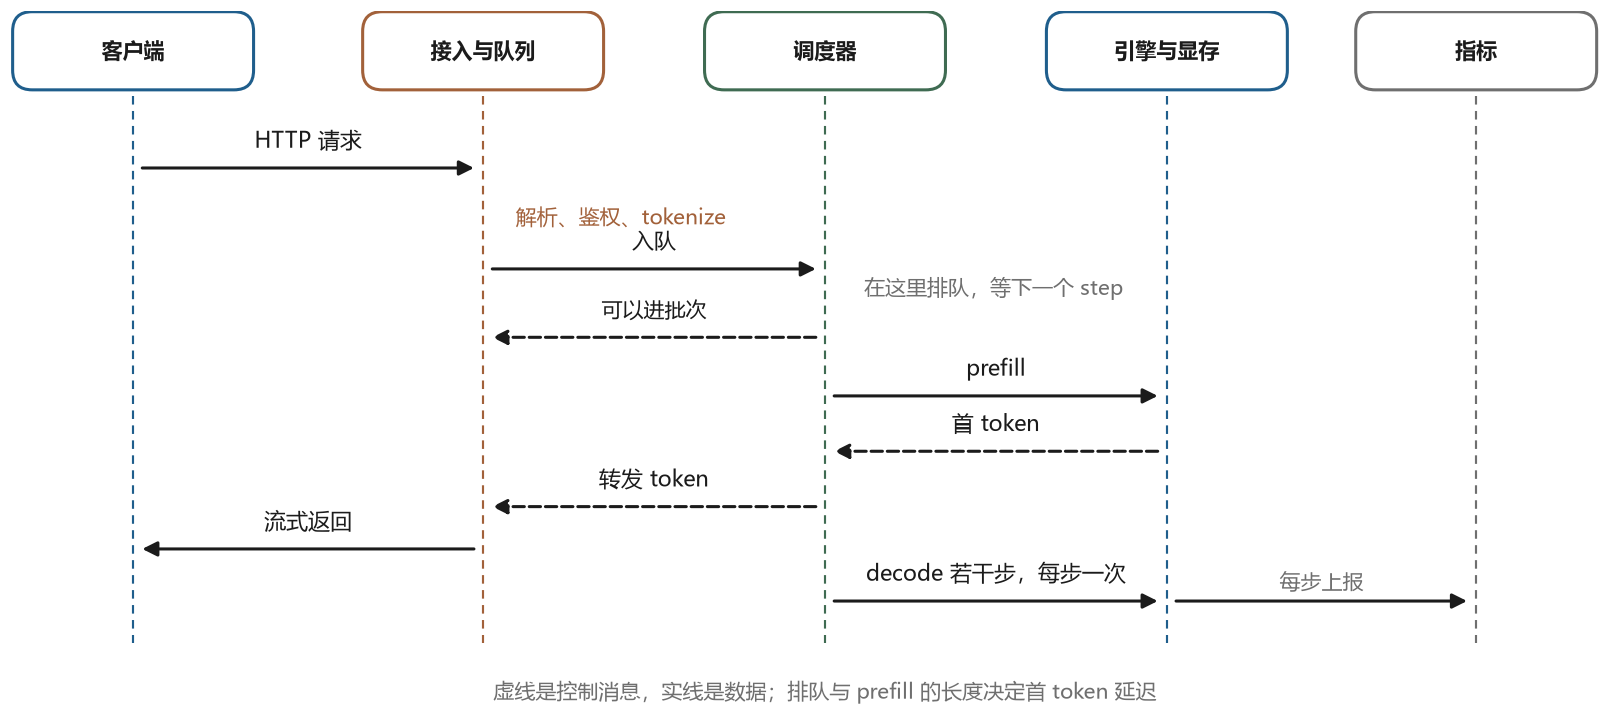 客户端
接入与队列
调度器
引擎与显存
指标
HTTP 请求
解析、鉴权、tokenize
入队
在这里排队，等下一个 step
可以进批次
prefill
首 token
转发 token
流式返回
decode 若干步，每步一次
每步上报
虚线是控制消息，实线是数据；排队与 prefill 的长度决定首 token 延迟